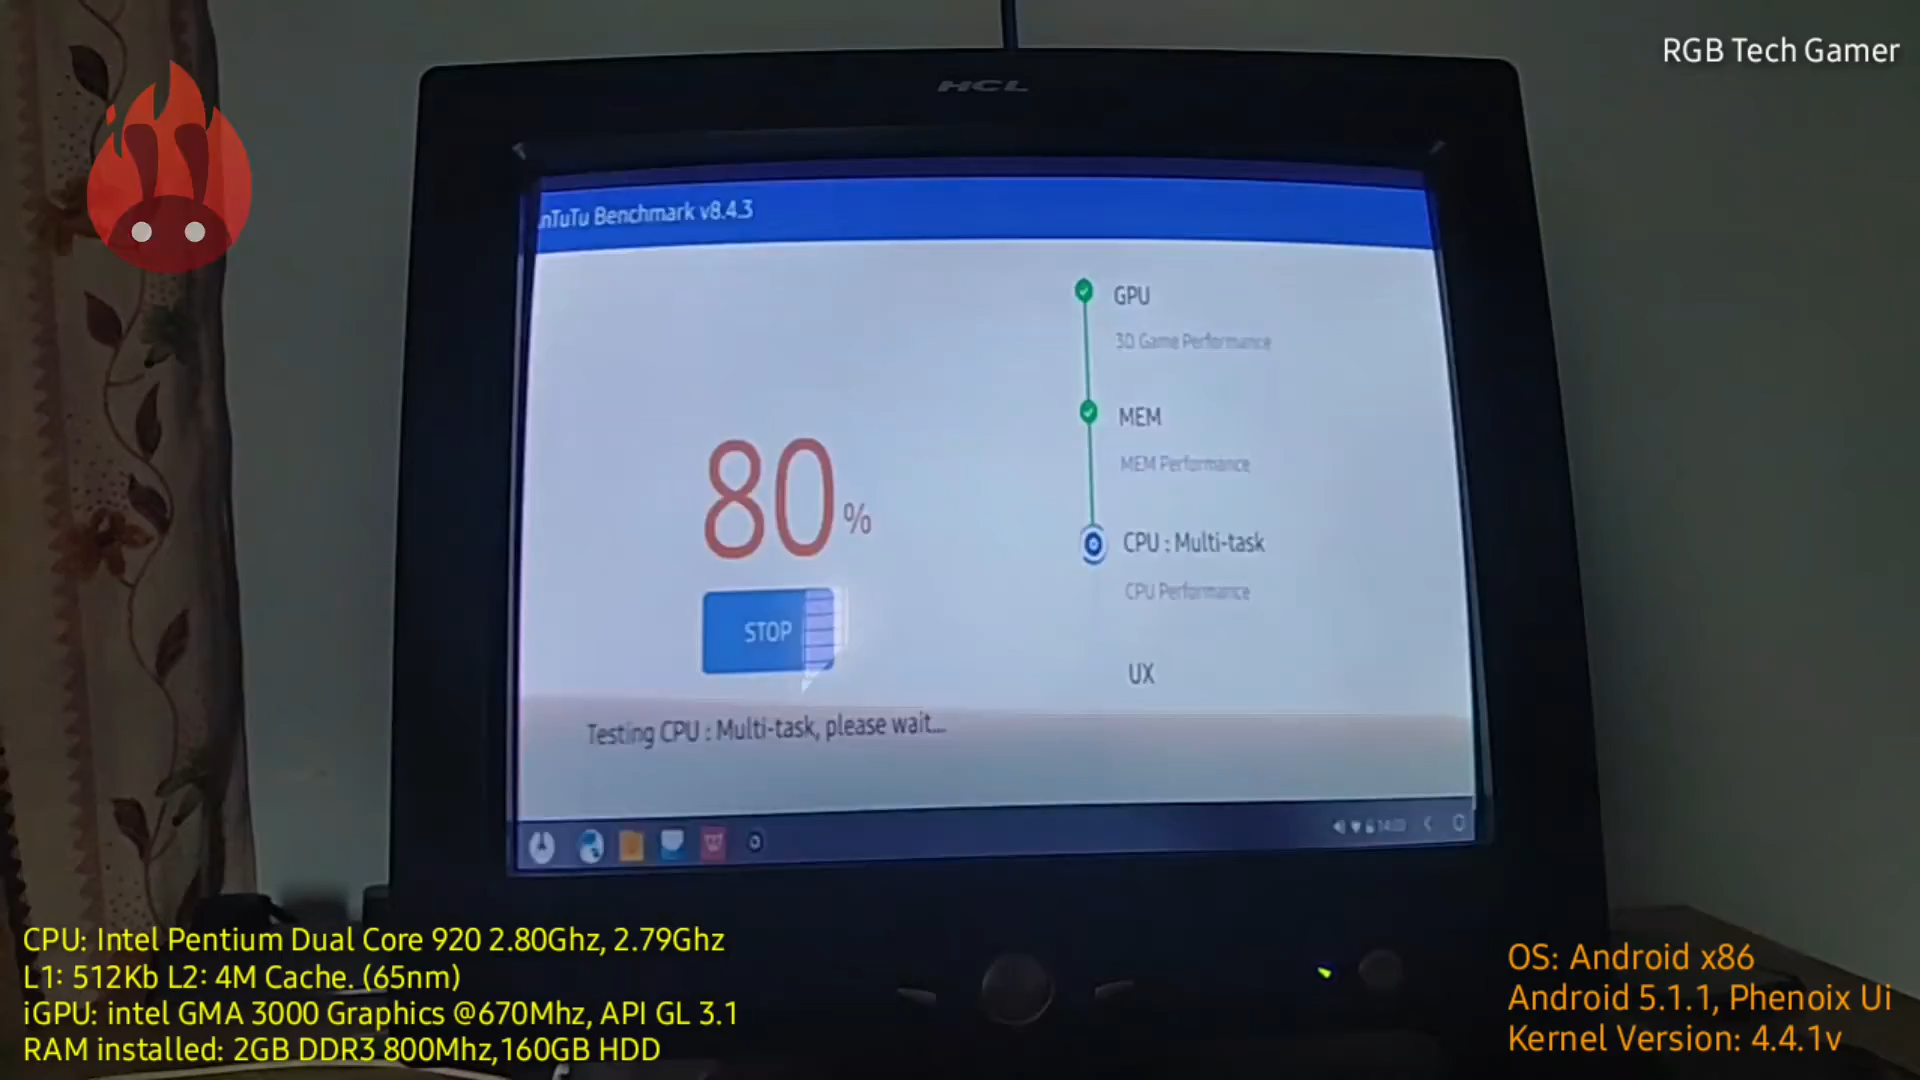 RGB Tech Gamer
HCL
nTuTu Benchmark v8.4.3
GPU
3D Game Performance
MEM
MEM Performance
80%
CPU : Multi-task
CPU Performance
STOP
UX
Testing CPU : Multi-task, please wait...
CPU: Intel Pentium Dual Core 920 2.80Ghz, 2.79Ghz
L1: 512Kb L2: 4M Cache. (65nm)
iGPU: intel GMA 3000 Graphics @670Mhz, API GL 3.1
RAM installed: 2GB DDR3 800Mhz,160GB HDD
OS: Android x86
Android 5.1.1, Phenoix Ui
Kernel Version: 4.4.1v